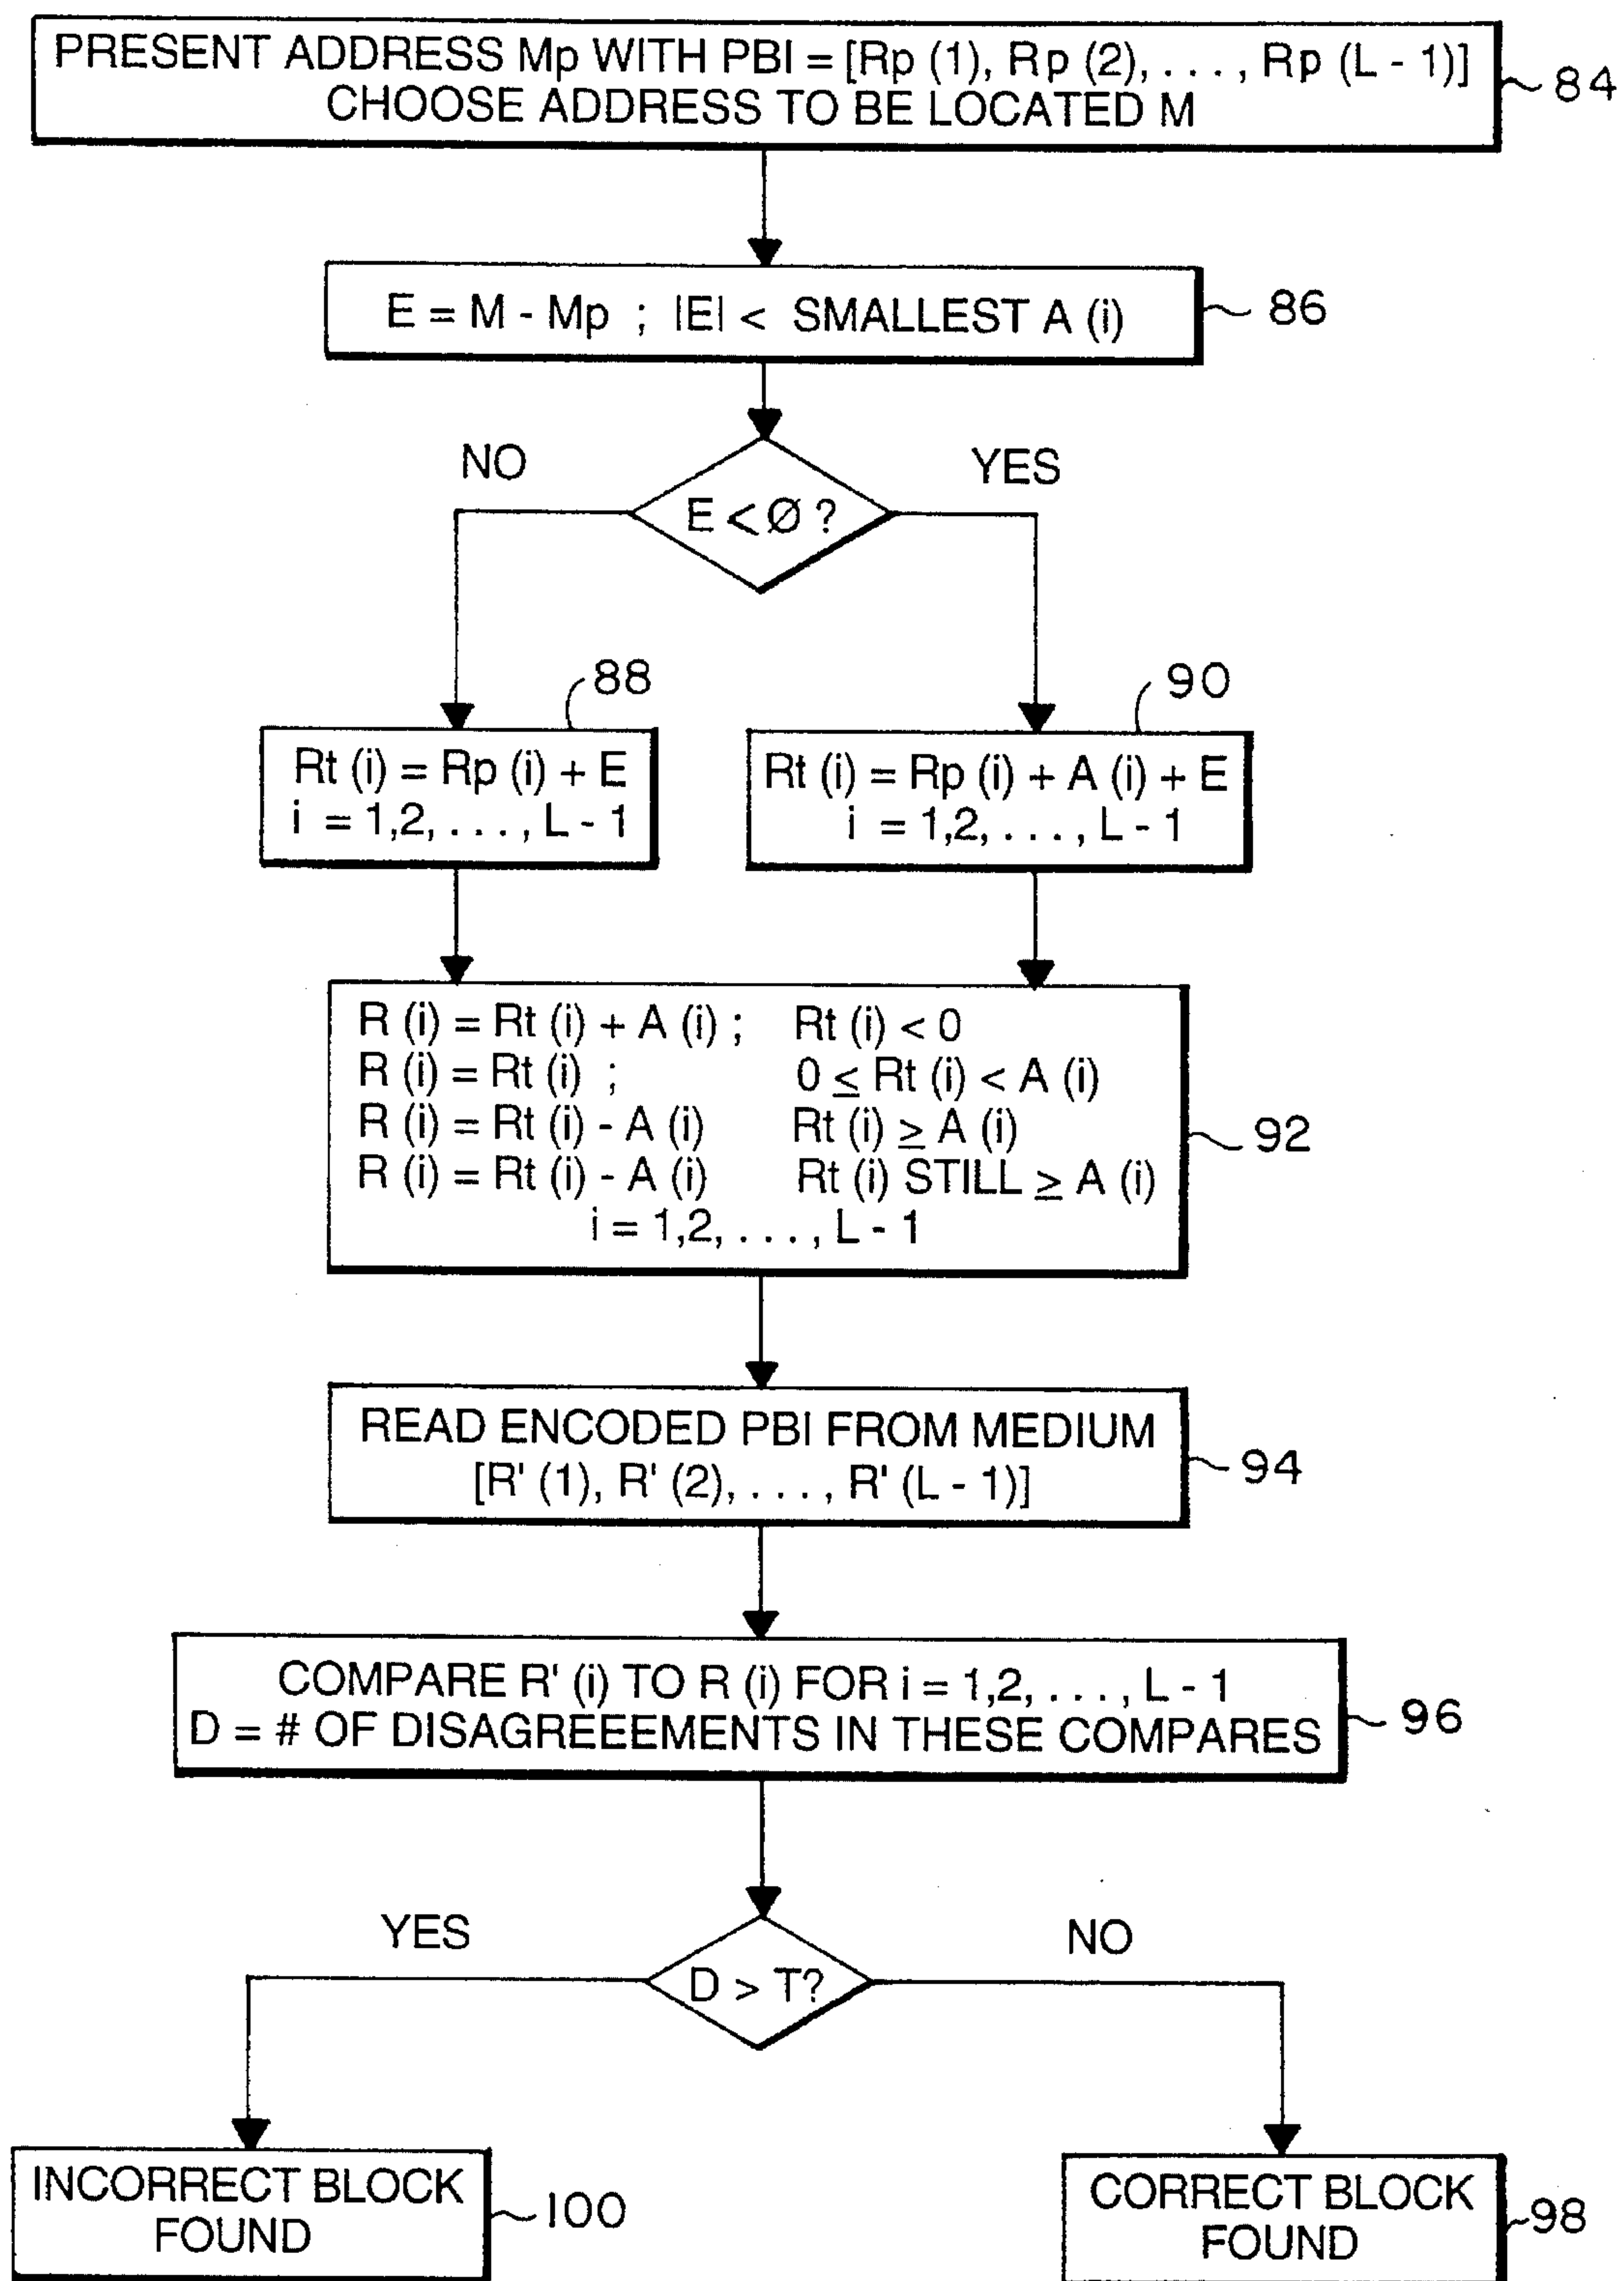 PRESENT ADDRESS Mp WITH PBI = [Rp (1), Rp (2), . . . , Rp (L - 1)]
CHOOSE ADDRESS TO BE LOCATED M
84
E = M - Mp ; |E| < SMALLEST A (i)
86
NO
YES
E < Ø ?
88
90
Rt (i) = Rp (i) + E
i = 1,2, . . . , L - 1
Rt (i) = Rp (i) + A (i) + E
i = 1,2, . . . , L - 1
R (i) = Rt (i) + A (i) ; Rt (i) < 0
R (i) = Rt (i) ; 0 ≤ Rt (i) < A (i)
R (i) = Rt (i) - A (i) Rt (i) ≥ A (i)
R (i) = Rt (i) - A (i) Rt (i) STILL ≥ A (i)
i = 1,2, . . . , L - 1
92
READ ENCODED PBI FROM MEDIUM
[R' (1), R' (2), . . . , R' (L - 1)]
94
COMPARE R' (i) TO R (i) FOR i = 1,2, . . . , L - 1
D = # OF DISAGREEEMENTS IN THESE COMPARES
96
YES
NO
D > T?
INCORRECT BLOCK
FOUND
100
CORRECT BLOCK
FOUND
98